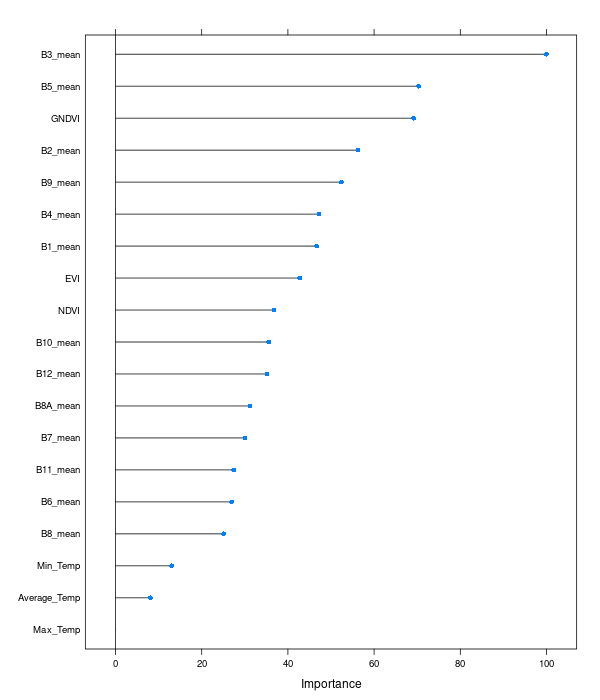 B3_mean
B5_mean
GNDVI
B2_mean
B9_mean
B4_mean
B1_mean
EVI
NDVI
B10_mean
B12_mean
B8A_mean
B7_mean
B11_mean
B6_mean
B8_mean
Min_Temp
Average_Temp
Max_Temp
0 20 40 60 80 100
Importance